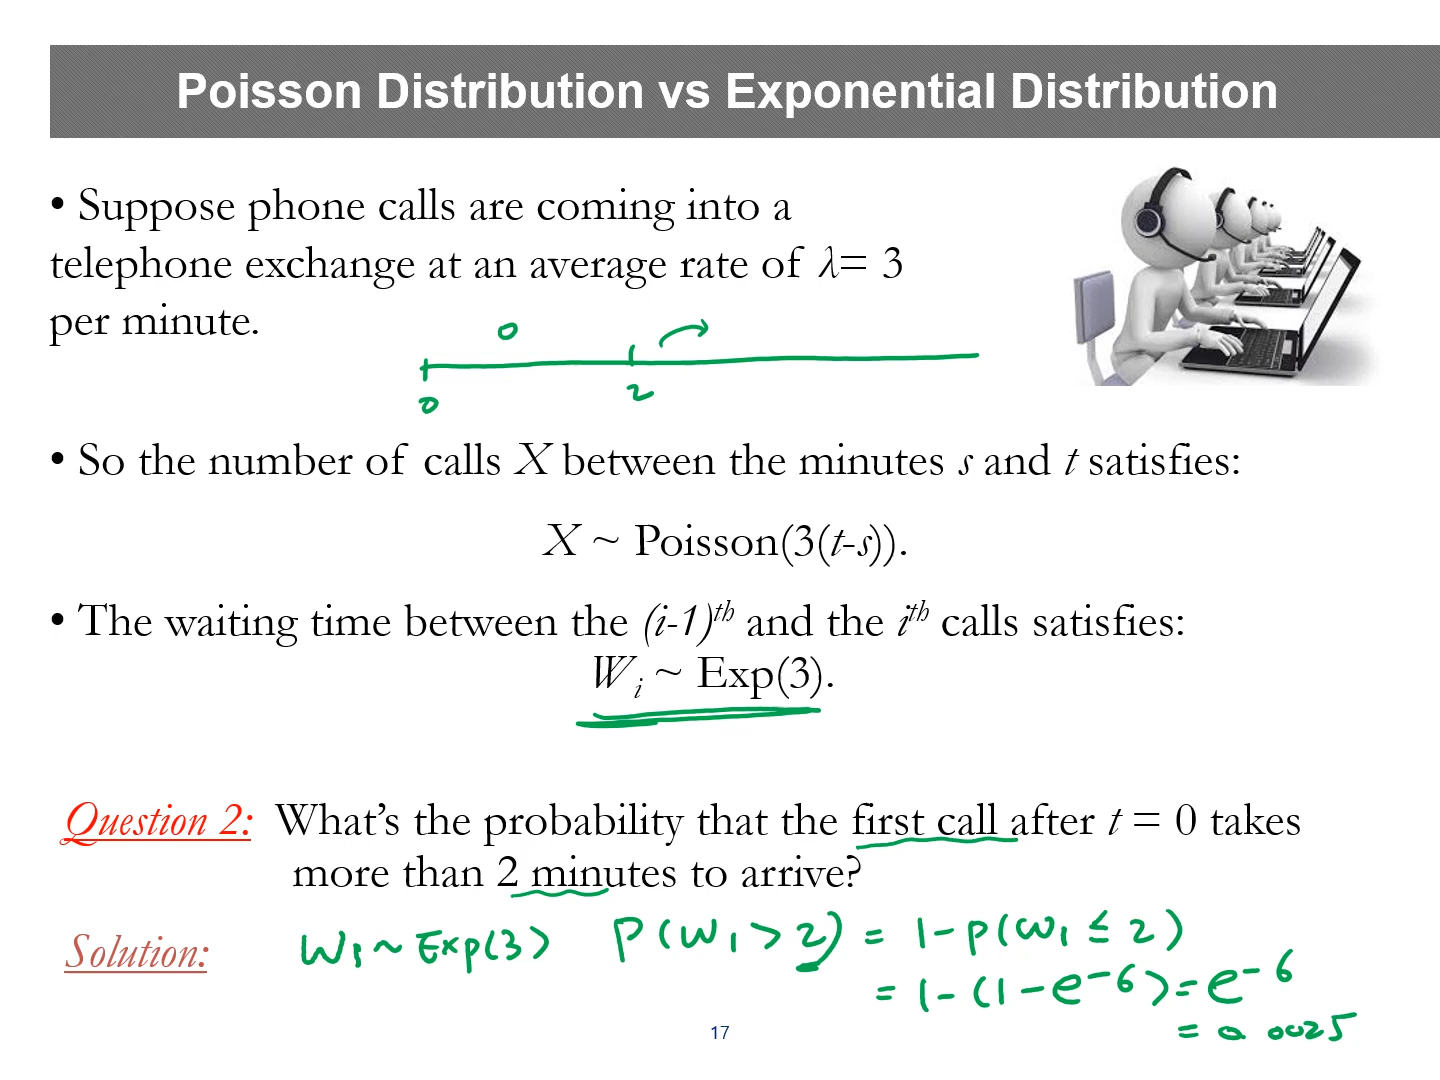 Poisson Distribution vs Exponential Distribution
• Suppose phone calls are coming into a
telephone exchange at an average rate of λ= 3
per minute.
0
0 2
• So the number of calls X between the minutes s and t satisfies:
X ~ Poisson(3(t-s)).
• The waiting time between the (i-1)th and the ith calls satisfies:
Wi ~ Exp(3).
Question 2: What's the probability that the first call after t = 0 takes
more than 2 minutes to arrive?
Solution: W1 ~ Exp(3) P(W1 > 2) = 1-P(W1 ≤ 2)
= 1-(1-e-6) = e-6
= 0.0025
17